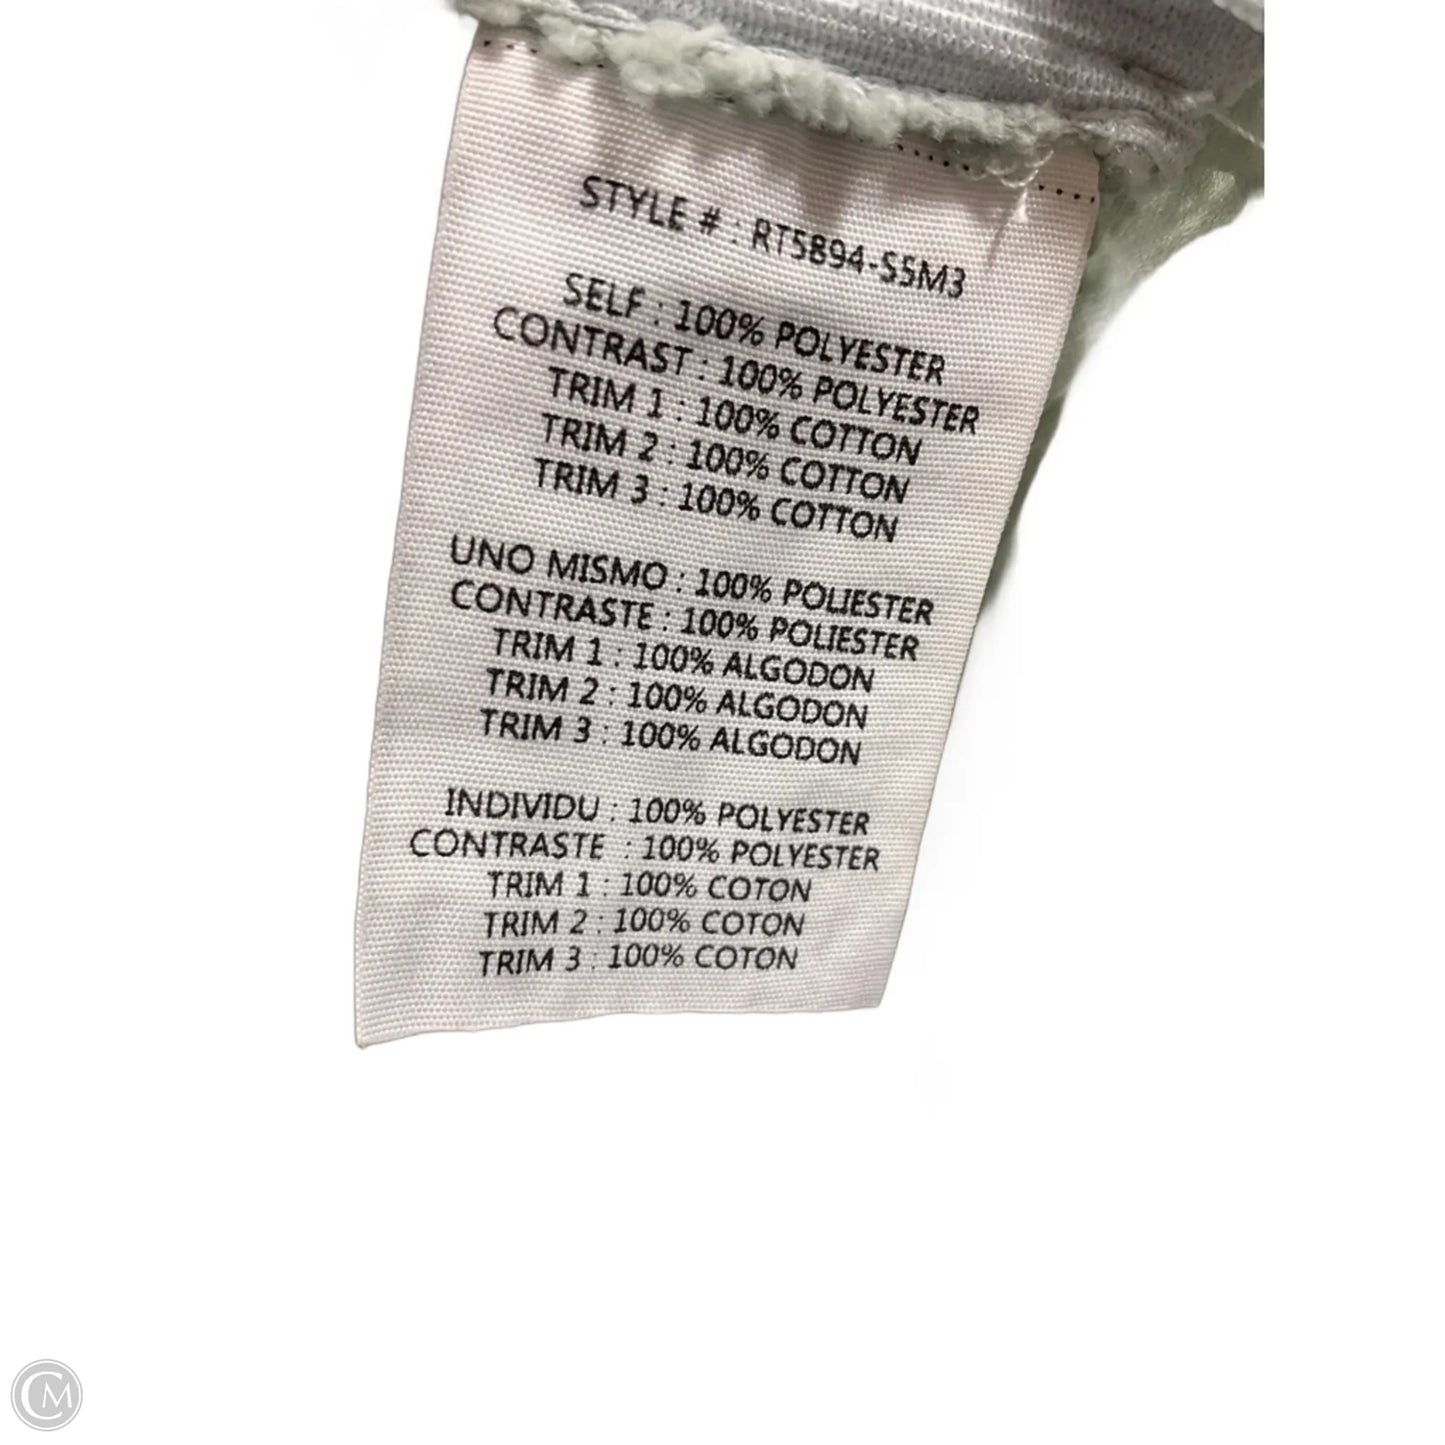 STYLE # : RT5894-S5M3
SELF : 100% POLYESTER
CONTRAST : 100% POLYESTER
TRIM 1 : 100% COTTON
TRIM 2 : 100% COTTON
TRIM 3 : 100% COTTON
UNO MISMO : 100% POLIESTER
CONTRASTE : 100% POLIESTER
TRIM 1 : 100% ALGODON
TRIM 2 : 100% ALGODON
TRIM 3 : 100% ALGODON
INDIVIDU : 100% POLYESTER
CONTRASTE : 100% POLYESTER
TRIM 1 : 100% COTON
TRIM 2 : 100% COTON
TRIM 3 : 100% COTON
CM